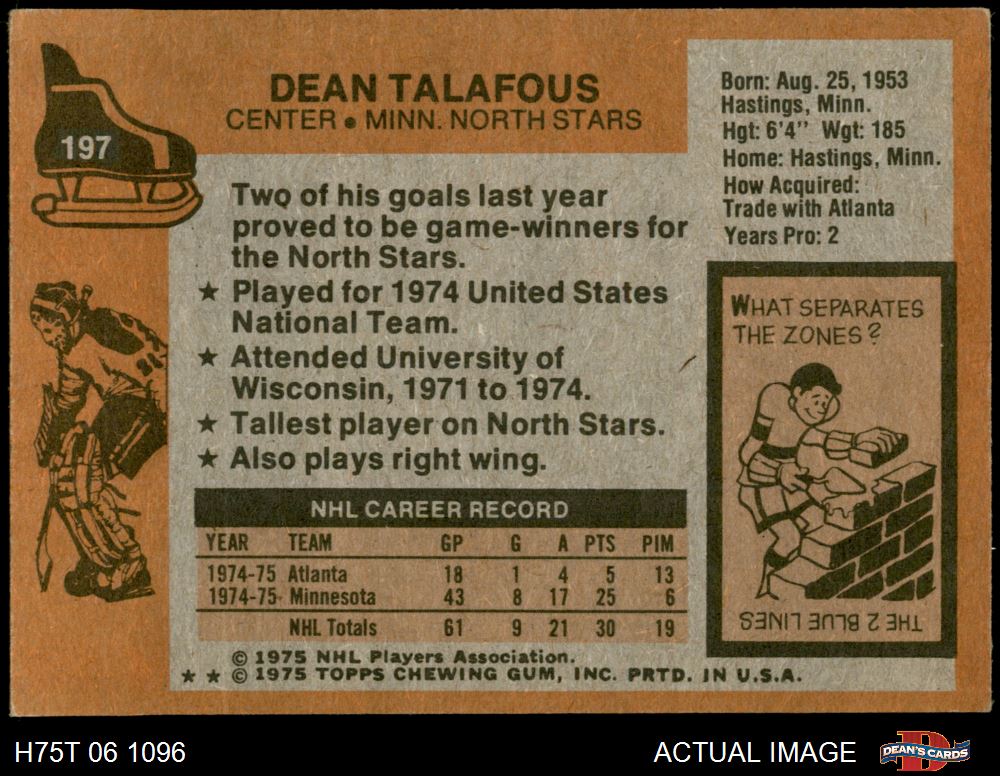 197
DEAN TALAFOUS
CENTER • MINN. NORTH STARS
Born: Aug. 25, 1953
Hastings, Minn.
Hgt: 6'4" Wgt: 185
Home: Hastings, Minn.
How Acquired:
Trade with Atlanta
Years Pro: 2
Two of his goals last year
proved to be game-winners for
the North Stars.
★ Played for 1974 United States
National Team.
★ Attended University of
Wisconsin, 1971 to 1974.
★ Tallest player on North Stars.
★ Also plays right wing.
WHAT SEPARATES
THE ZONES?
THE 2 BLUE LINES
NHL CAREER RECORD
YEAR TEAM GP G A PTS PIM
1974-75 Atlanta 18 1 4 5 13
1974-75 Minnesota 43 8 17 25 6
NHL Totals 61 9 21 30 19
© 1975 NHL Players Association.
★ ★ © 1975 TOPPS CHEWING GUM, INC. PRTD. IN U.S.A.
H75T 06 1096
ACTUAL IMAGE
D
DEAN'S CARDS